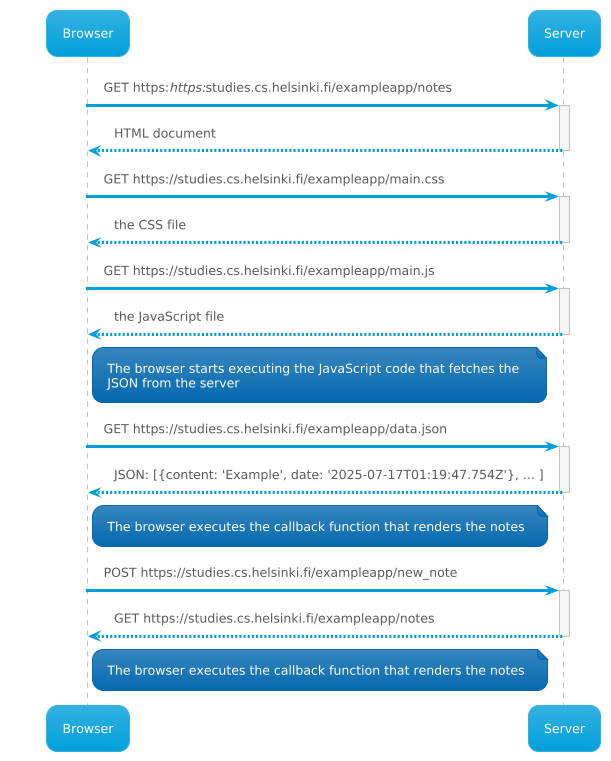 Browser
Server
GET https:https:studies.cs.helsinki.fi/exampleapp/notes
HTML document
GET https://studies.cs.helsinki.fi/exampleapp/main.css
the CSS file
GET https://studies.cs.helsinki.fi/exampleapp/main.js
the JavaScript file
The browser starts executing the JavaScript code that fetches the
JSON from the server
GET https://studies.cs.helsinki.fi/exampleapp/data.json
JSON: [{content: 'Example', date: '2025-07-17T01:19:47.754Z'}, ... ]
The browser executes the callback function that renders the notes
POST https://studies.cs.helsinki.fi/exampleapp/new_note
GET https://studies.cs.helsinki.fi/exampleapp/notes
The browser executes the callback function that renders the notes
Browser
Server